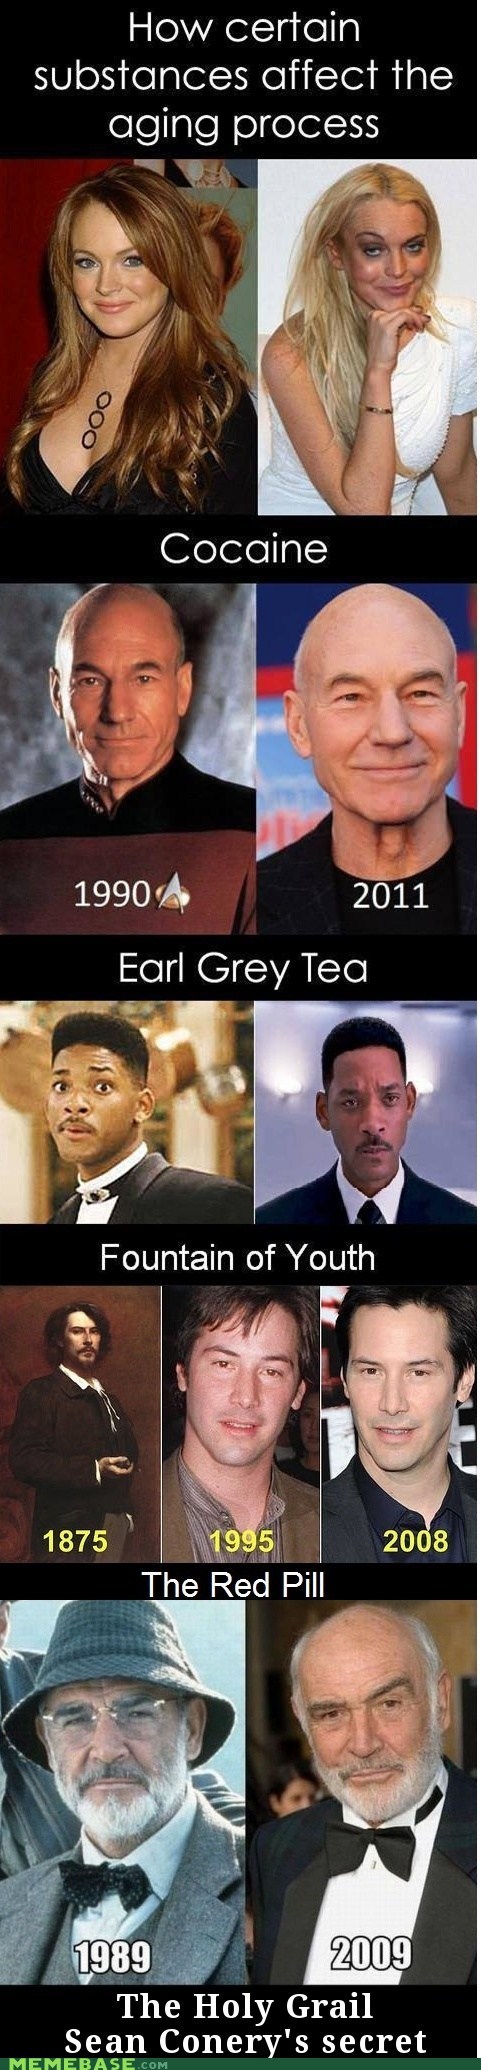 How certain
substances affect the
aging process
Cocaine
1990 2011
Earl Grey Tea
Fountain of Youth
1875 1995 2008
The Red Pill
1989 2009
The Holy Grail
Sean Conery's secret
MEMEBASE.COM